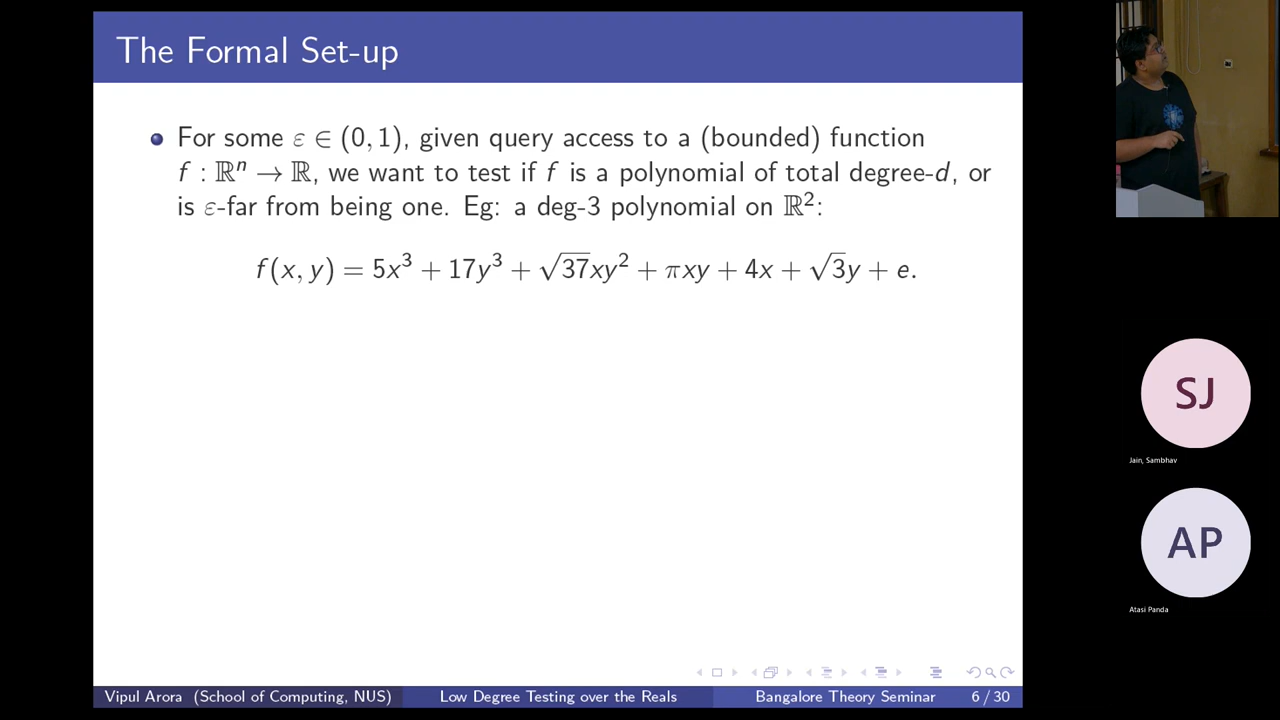 The Formal Set-up
For some ε ∈ (0, 1), given query access to a (bounded) function
f : ℝⁿ → ℝ, we want to test if f is a polynomial of total degree-d, or
is ε-far from being one. Eg: a deg-3 polynomial on ℝ²:
f(x, y) = 5x³ + 17y³ + √37xy² + πxy + 4x + √3y + e.
SJ
Jain, Sambhav
AP
Atasi Panda
Vipul Arora (School of Computing, NUS) Low Degree Testing over the Reals Bangalore Theory Seminar 6 / 30